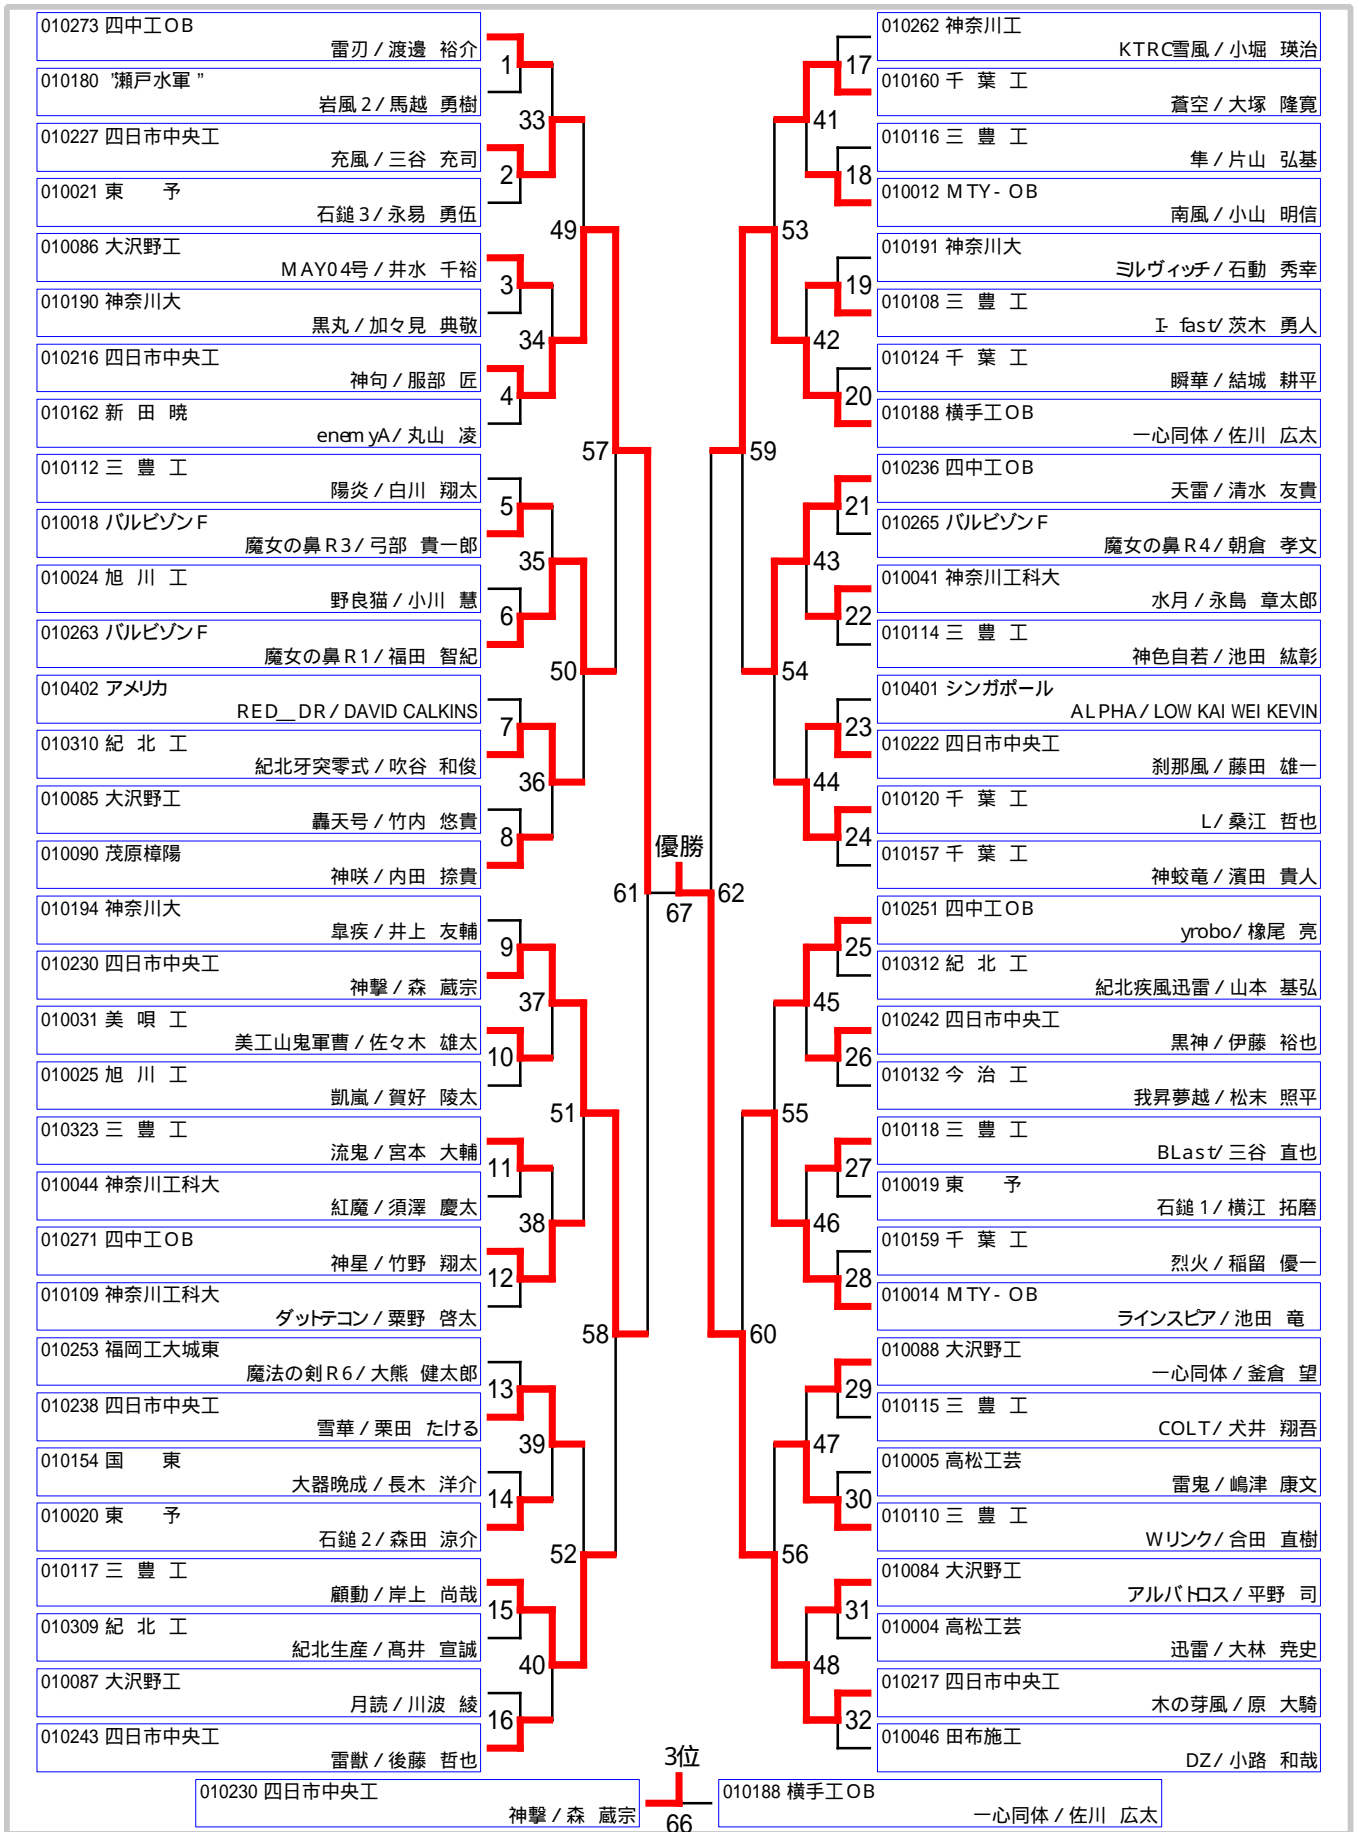 010273 四中工OB
雷刃 / 渡邊 裕介
010180 "瀬戸水軍 "
岩風 2 / 馬越 勇樹
010227 四日市中央工
充風 / 三谷 充司
010021 東 予
石鎚 3 / 永易 勇伍
010086 大沢野工
MAY04号 / 井水 千裕
010190 神奈川大
黒丸 / 加々見 典敬
010216 四日市中央工
神句 / 服部 匠
010162 新 田 暁
enemyA / 丸山 凌
010112 三 豊 工
陽炎 / 白川 翔太
010018 バルビゾンF
魔女の鼻R3 / 弓部 貴一郎
010024 旭 川 工
野良猫 / 小川 慧
010263 バルビゾンF
魔女の鼻R1 / 福田 智紀
010402 アメリカ
RED__DR / DAVID CALKINS
010310 紀 北 工
紀北牙突零式 / 吹谷 和俊
010085 大沢野工
轟天号 / 竹内 悠貴
010090 茂原樟陽
神咲 / 内田 捺貴
010194 神奈川大
皐疾 / 井上 友輔
010230 四日市中央工
神撃 / 森 蔵宗
010031 美 唄 工
美工山鬼軍曹 / 佐々木 雄太
010025 旭 川 工
凱嵐 / 賀好 陵太
010323 三 豊 工
流鬼 / 宮本 大輔
010044 神奈川工科大
紅魔 / 須澤 慶太
010271 四中工OB
神星 / 竹野 翔太
010109 神奈川工科大
ダットテコン / 粟野 啓太
010253 福岡工大城東
魔法の剣R6 / 大熊 健太郎
010238 四日市中央工
雪華 / 栗田 たける
010154 国 東
大器晩成 / 長木 洋介
010020 東 予
石鎚 2 / 森田 涼介
010117 三 豊 工
顧動 / 岸上 尚哉
010309 紀 北 工
紀北生産 / 髙井 宣誠
010087 大沢野工
月読 / 川波 綾
010243 四日市中央工
雷獣 / 後藤 哲也
1
2
3
4
5
6
7
8
9
10
11
12
13
14
15
16
33
34
35
36
37
38
39
40
49
50
51
52
57
58
61
優勝
67
62
59
60
53
54
55
56
41
42
43
44
45
46
47
48
17
18
19
20
21
22
23
24
25
26
27
28
29
30
31
32
010262 神奈川工
KTRC雪風 / 小堀 瑛治
010160 千 葉 工
蒼空 / 大塚 隆寛
010116 三 豊 工
隼 / 片山 弘基
010012 MTY- OB
南風 / 小山 明信
010191 神奈川大
ミルヴィッチ / 石動 秀幸
010108 三 豊 工
I- fast / 茨木 勇人
010124 千 葉 工
瞬華 / 結城 耕平
010188 横手工OB
一心同体 / 佐川 広太
010236 四中工OB
天雷 / 清水 友貴
010265 バルビゾンF
魔女の鼻R4 / 朝倉 孝文
010041 神奈川工科大
水月 / 永島 章太郎
010114 三 豊 工
神色自若 / 池田 紘彰
010401 シンガポール
ALPHA / LOW KAI WEI KEVIN
010222 四日市中央工
刹那風 / 藤田 雄一
010120 千 葉 工
L / 桑江 哲也
010157 千 葉 工
神蛟竜 / 濱田 貴人
010251 四中工OB
yrobo / 橡尾 亮
010312 紀 北 工
紀北疾風迅雷 / 山本 基弘
010242 四日市中央工
黒神 / 伊藤 裕也
010132 今 治 工
我昇夢越 / 松末 照平
010118 三 豊 工
BLast / 三谷 直也
010019 東 予
石鎚 1 / 横江 拓磨
010159 千 葉 工
烈火 / 稲留 優一
010014 MTY- OB
ラインスピア / 池田 竜
010088 大沢野工
一心同体 / 釜倉 望
010115 三 豊 工
COLT / 犬井 翔吾
010005 高松工芸
雷鬼 / 嶋津 康文
010110 三 豊 工
Wリンク / 合田 直樹
010084 大沢野工
アルバトロス / 平野 司
010004 高松工芸
迅雷 / 大林 尭史
010217 四日市中央工
木の芽風 / 原 大騎
010046 田布施工
DZ / 小路 和哉
010230 四日市中央工
神撃 / 森 蔵宗
3位
66
010188 横手工OB
一心同体 / 佐川 広太